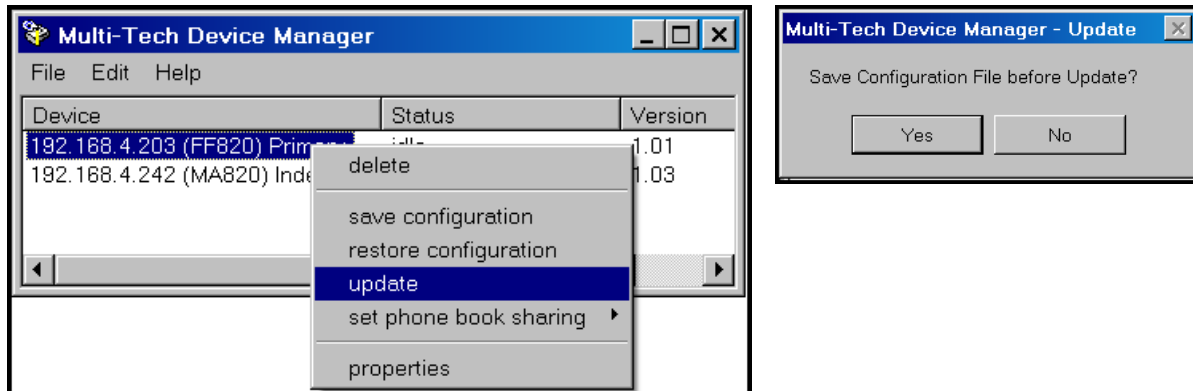 Multi-Tech Device Manager
File Edit Help
Device Status Version
192.168.4.203 (FF820) 1.01
192.168.4.242 (MA820) 1.03
delete
save configuration
restore configuration
update
set phone book sharing
properties
Multi-Tech Device Manager - Update
Save Configuration File before Update?
Yes No